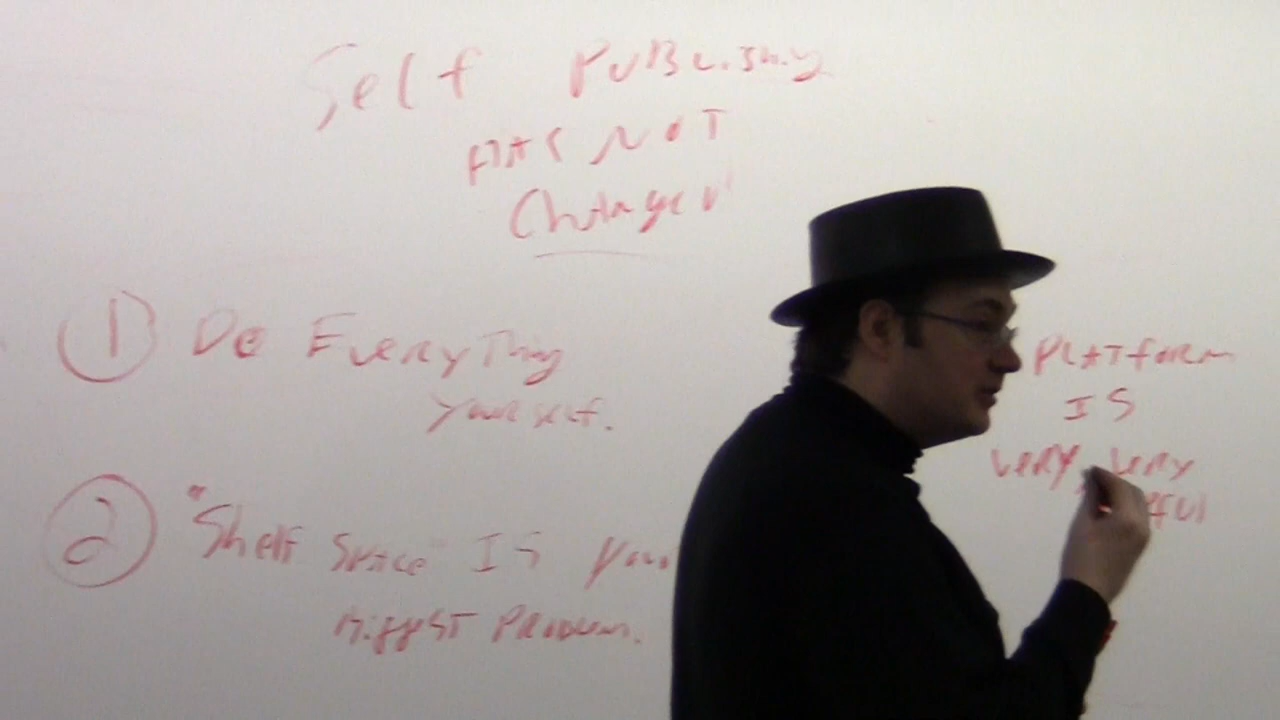 Self PUBLishing
HAS NOT
Changed
① Do Everything
yourself.
② "Shelf Space" IS your
Biggest Problem.
PLATform
IS
very, very